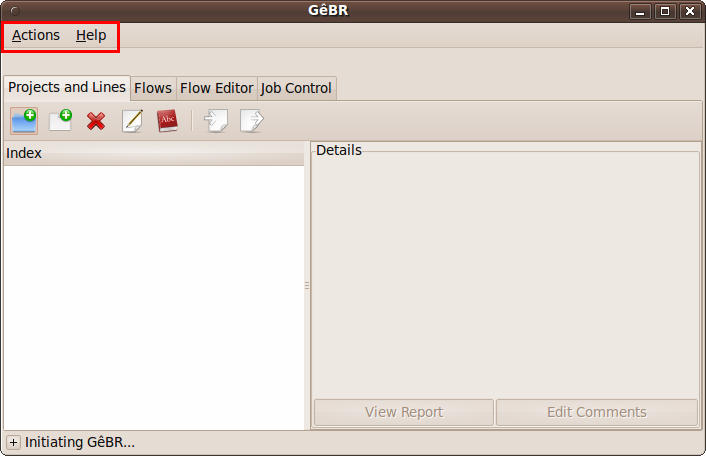 GêBR
Actions Help
Projects and Lines Flows Flow Editor Job Control
Abc
Index
Details
View Report Edit Comments
Initiating GêBR...